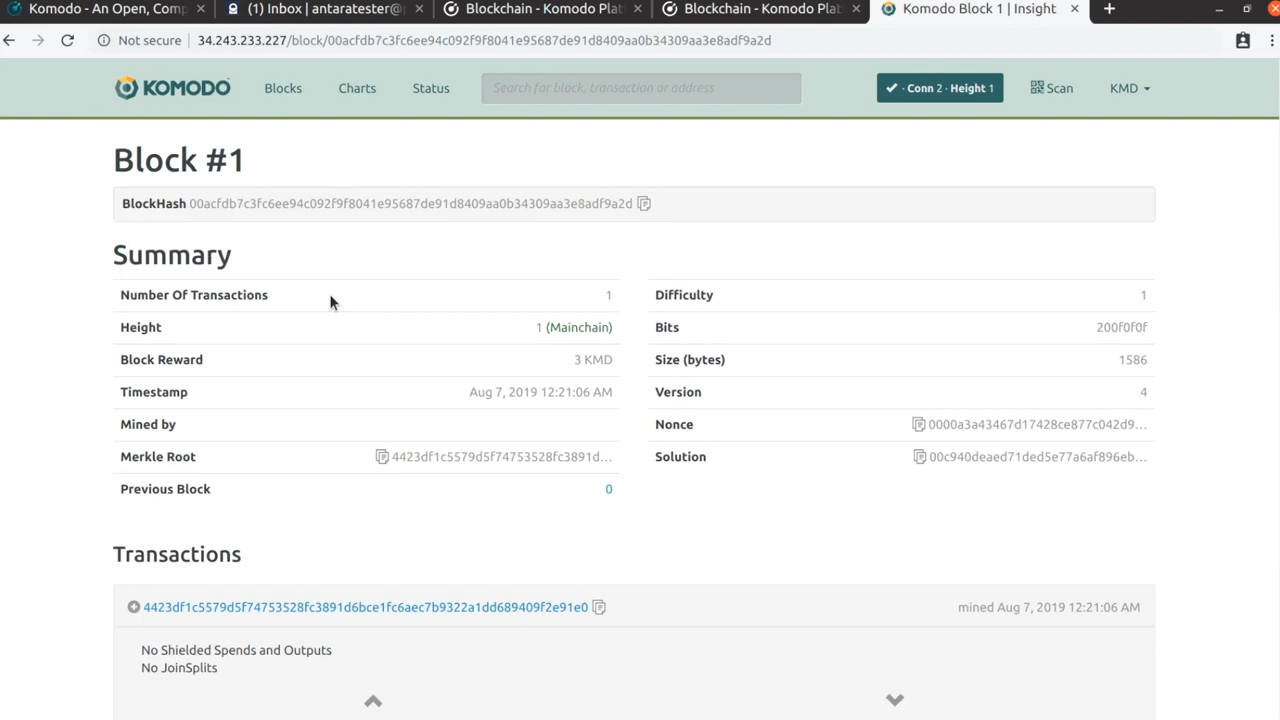 Komodo - An Open, Comp
(1) Inbox | antaratester@
Blockchain - Komodo Plat
Blockchain - Komodo Plat
Komodo Block 1 | Insight
Not secure
34.243.233.227/block/00acfdb7c3fc6ee94c092f9f8041e95687de91d8409aa0b34309aa3e8adf9a2d
KOMODO
Blocks
Charts
Status
Search for block, transaction or address
· Conn 2 · Height 1
Scan
KMD
Block #1
BlockHash 00acfdb7c3fc6ee94c092f9f8041e95687de91d8409aa0b34309aa3e8adf9a2d
Summary
Number Of Transactions 1
Height 1 (Mainchain)
Block Reward 3 KMD
Timestamp Aug 7, 2019 12:21:06 AM
Mined by
Merkle Root 4423df1c5579d5f74753528fc3891d...
Previous Block 0
Difficulty 1
Bits 200f0f0f
Size (bytes) 1586
Version 4
Nonce 0000a3a43467d17428ce877c042d9...
Solution 00c940deaed71ded5e77a6af896eb...
Transactions
4423df1c5579d5f74753528fc3891d6bce1fc6aec7b9322a1dd689409f2e91e0
mined Aug 7, 2019 12:21:06 AM
No Shielded Spends and Outputs
No JoinSplits